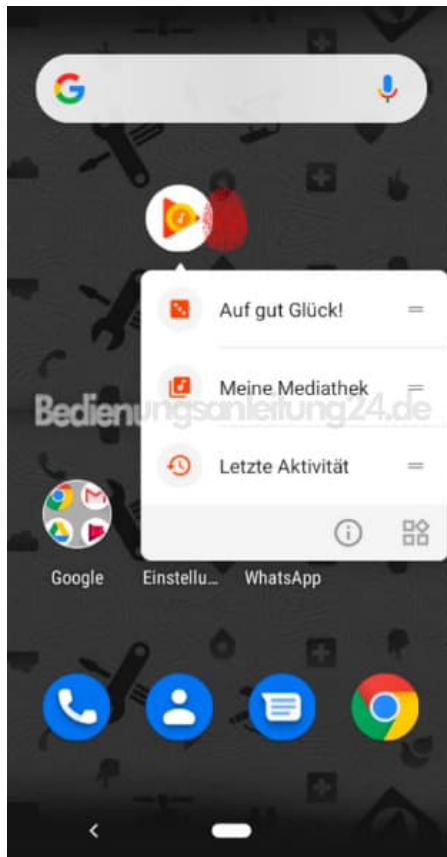 Auf gut Glück!
Meine Mediathek
Bedienungsanleitung24.de
Letzte Aktivität
Google
Einstellu...
WhatsApp